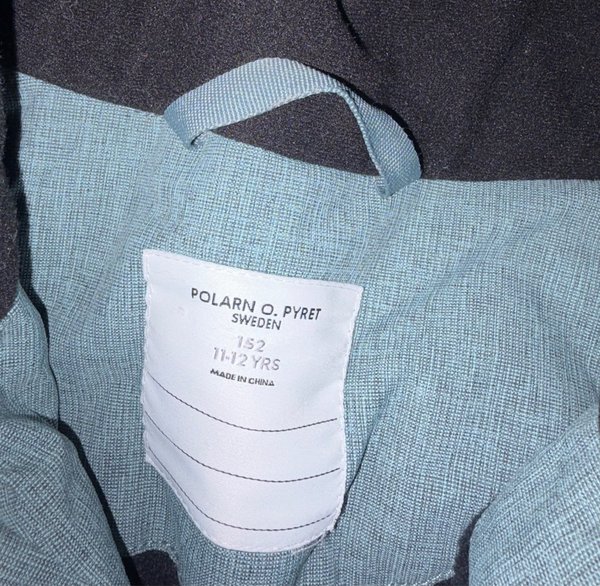 POLARN O. PYRET
SWEDEN
152
11-12 YRS
MADE IN CHINA